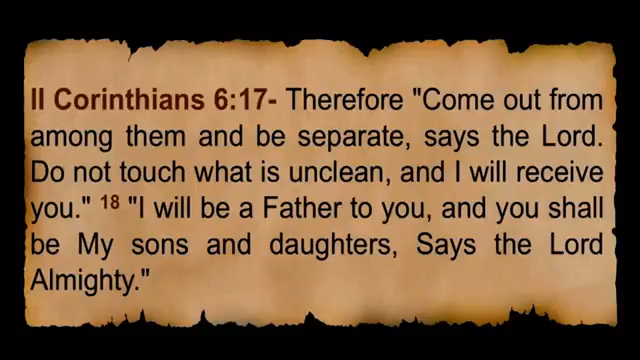 II Corinthians 6:17- Therefore "Come out from
among them and be separate, says the Lord.
Do not touch what is unclean, and I will receive
you." 18 "I will be a Father to you, and you shall
be My sons and daughters, Says the Lord
Almighty."